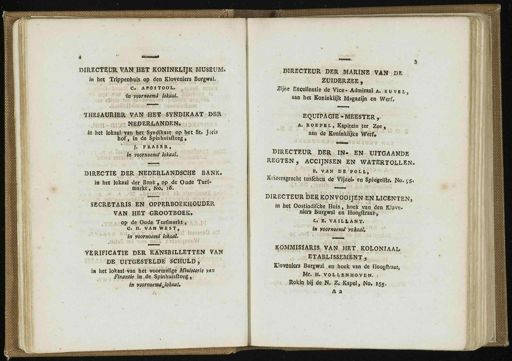 4
DIRECTEUR VAN HET KONINKLIJK MUSEUM.
in het Trippenhuis op den Kloveniers Burgwal.
C. APOSTOOL.
in voornoemd lokaal.
THESAURIER VAN HET SYNDIKAAT DER
NEDERLANDEN.
in het lokaal van het Syndikaat op het St. Joris
hof, in de Spinhuissteeg,
J. FRASER,
in voornoemd lokaal.
DIRECTIE DER NEDERLANDSCHE BANK.
in het lokaal der Bank, op de Oude Turf-
markt, No. 16.
SECRETARIS EN OPPERBOEKHOUDER
VAN HET GROOTBOEK.
op de Oude Turfmarkt,
C. H. VAN WEST,
in voornoemd lokaal.
VERIFICATIE DER KANSBILLETTEN VAN
DE UITGESTELDE SCHULD,
in het lokaal van het voormalige Ministerie van
Finantie in de Spinhuissteeg,
in voornoemd lokaal.
DIRECTEUR DER MARINE VAN DE
ZUIDERZEE,
Zijne Excellentie de Vice-Admiraal
aan het Koninklijk Magazijn en Werf.
EQUIPAGIE-MEESTER,
Kapitein ter Zee,
aan de Koninklijke Werf.
DIRECTEUR DER IN- EN UITGAANDE
REGTEN, ACCIJNSEN EN WATERTOLLEN.
P. VAN DE POLL,
Keizersgracht tusschen de Vijzel- en Spiegelstr. No. 55.
DIRECTEUR DER KONVOOIJEN EN LICENTEN,
in het Oostindische Huis, hoek van den Klove-
niers Burgwal en Hoogstraat,
C. T. VAILLANT.
in voornoemd lokaal.
KOMMISSARIS VAN HET KOLONIAAL
ETABLISSEMENT,
Kloveniers Burgwal en hoek van de Hoogstraat,
Mr. H. VOLLENHOVEN.
Rokin bij de N. Z. Kapel, No. 155.
A 2